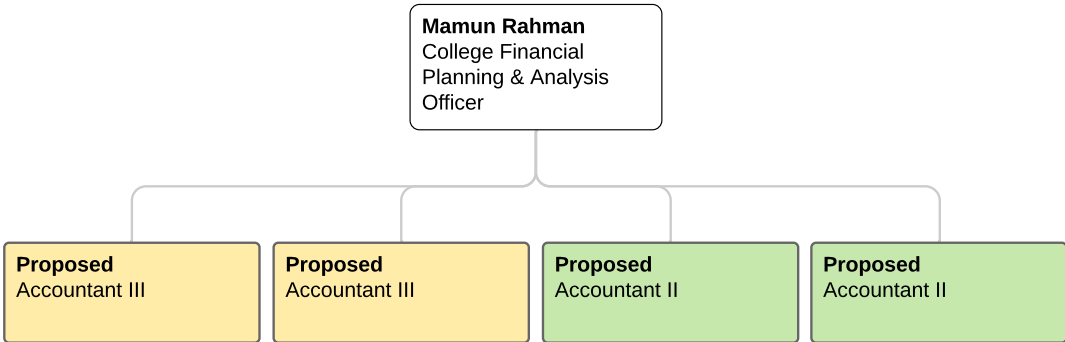 Mamun Rahman
College Financial
Planning & Analysis
Officer
Proposed
Accountant III
Proposed
Accountant III
Proposed
Accountant II
Proposed
Accountant II